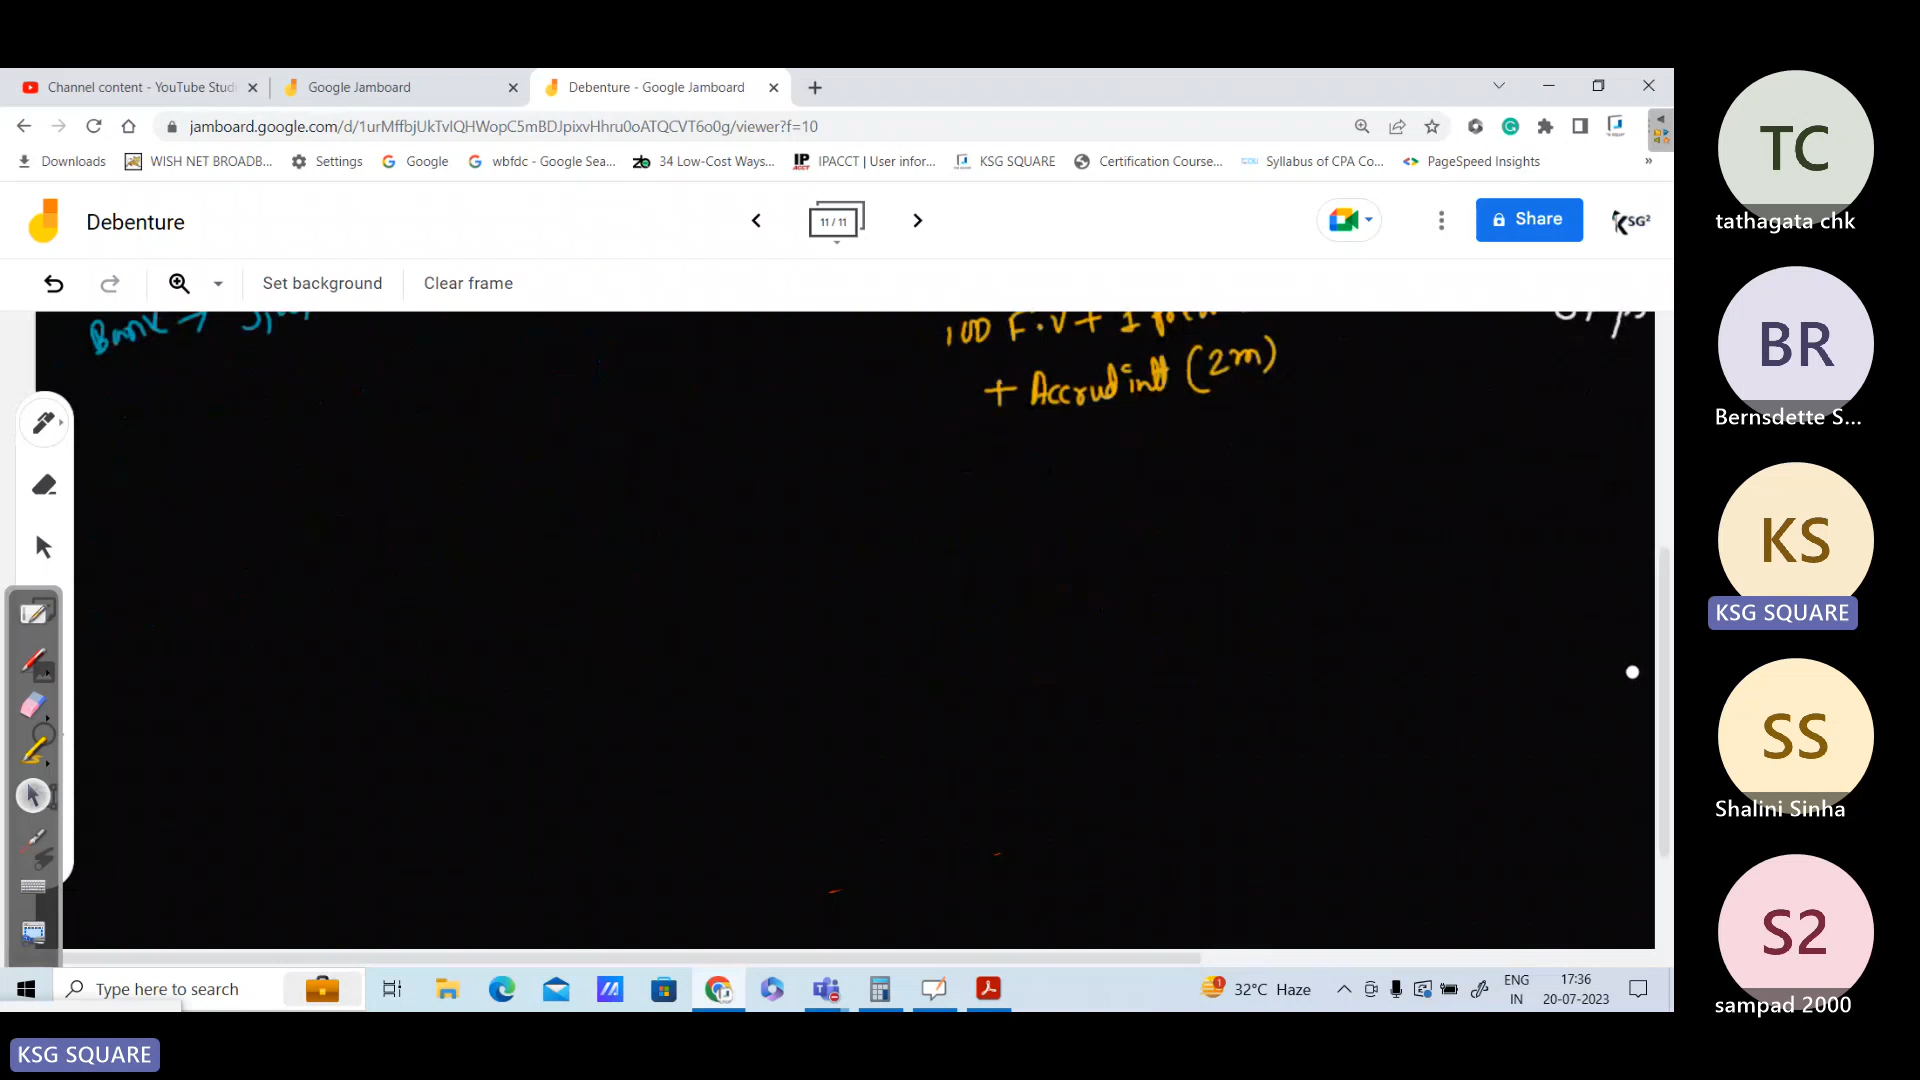 Channel content - YouTube Studi
Google Jamboard
Debenture - Google Jamboard
jamboard.google.com/d/1urMffbjUkTvIQHWopC5mBDJpixvHhru0oATQCVT6o0g/viewer?f=10
Downloads
WISH NET BROADB...
Settings
Google
wbfdc - Google Sea...
34 Low-Cost Ways...
IPACCT | User infor...
KSG SQUARE
Certification Course...
Syllabus of CPA Co...
PageSpeed Insights
»
Debenture
11 / 11
Share
KSG²
Set background
Clear frame
Bank →
100 F.V + 1
+ Accrud int (2m)
Type here to search
32°C Haze
ENG
IN
17:36
20-07-2023
TC
tathagata chk
BR
Bernsdette S...
KS
KSG SQUARE
SS
Shalini Sinha
S2
sampad 2000
KSG SQUARE